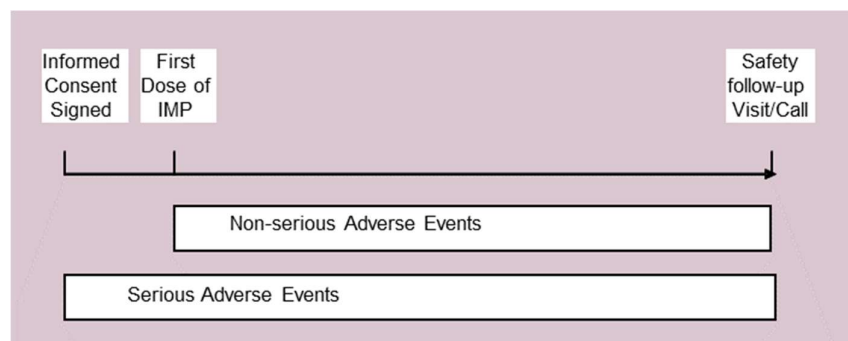 Informed
Consent
Signed
First
Dose of
IMP
Safety
follow-up
Visit/Call
Non-serious Adverse Events
Serious Adverse Events